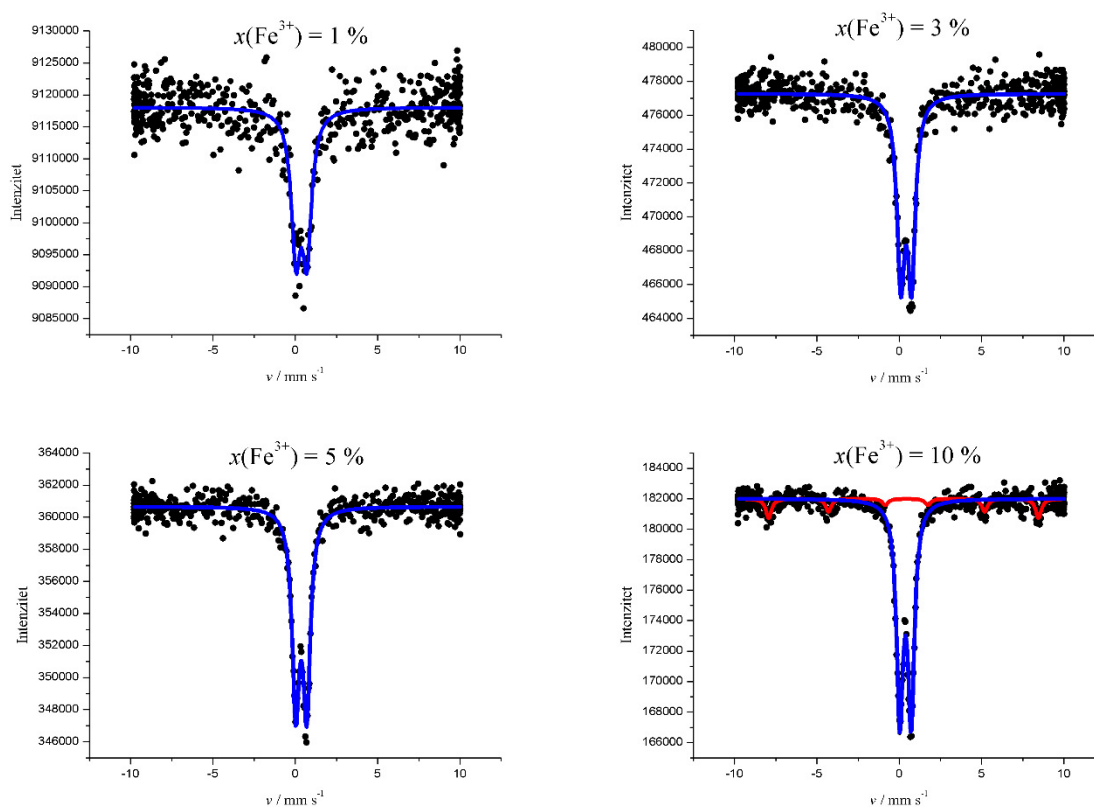 x(Fe³⁺) = 1 %
9130000
9125000
9120000
9115000
9110000
9105000
9100000
9095000
9090000
9085000
Intenzitet
-10 -5 0 5 10
v / mm s⁻¹
x(Fe³⁺) = 3 %
480000
478000
476000
474000
472000
470000
468000
466000
464000
Intenzitet
-10 -5 0 5 10
v / mm s⁻¹
x(Fe³⁺) = 5 %
364000
362000
360000
358000
356000
354000
352000
350000
348000
346000
Intenzitet
-10 -5 0 5 10
v / mm s⁻¹
x(Fe³⁺) = 10 %
184000
182000
180000
178000
176000
174000
172000
170000
168000
166000
Intenzitet
-10 -5 0 5 10
v / mm s⁻¹